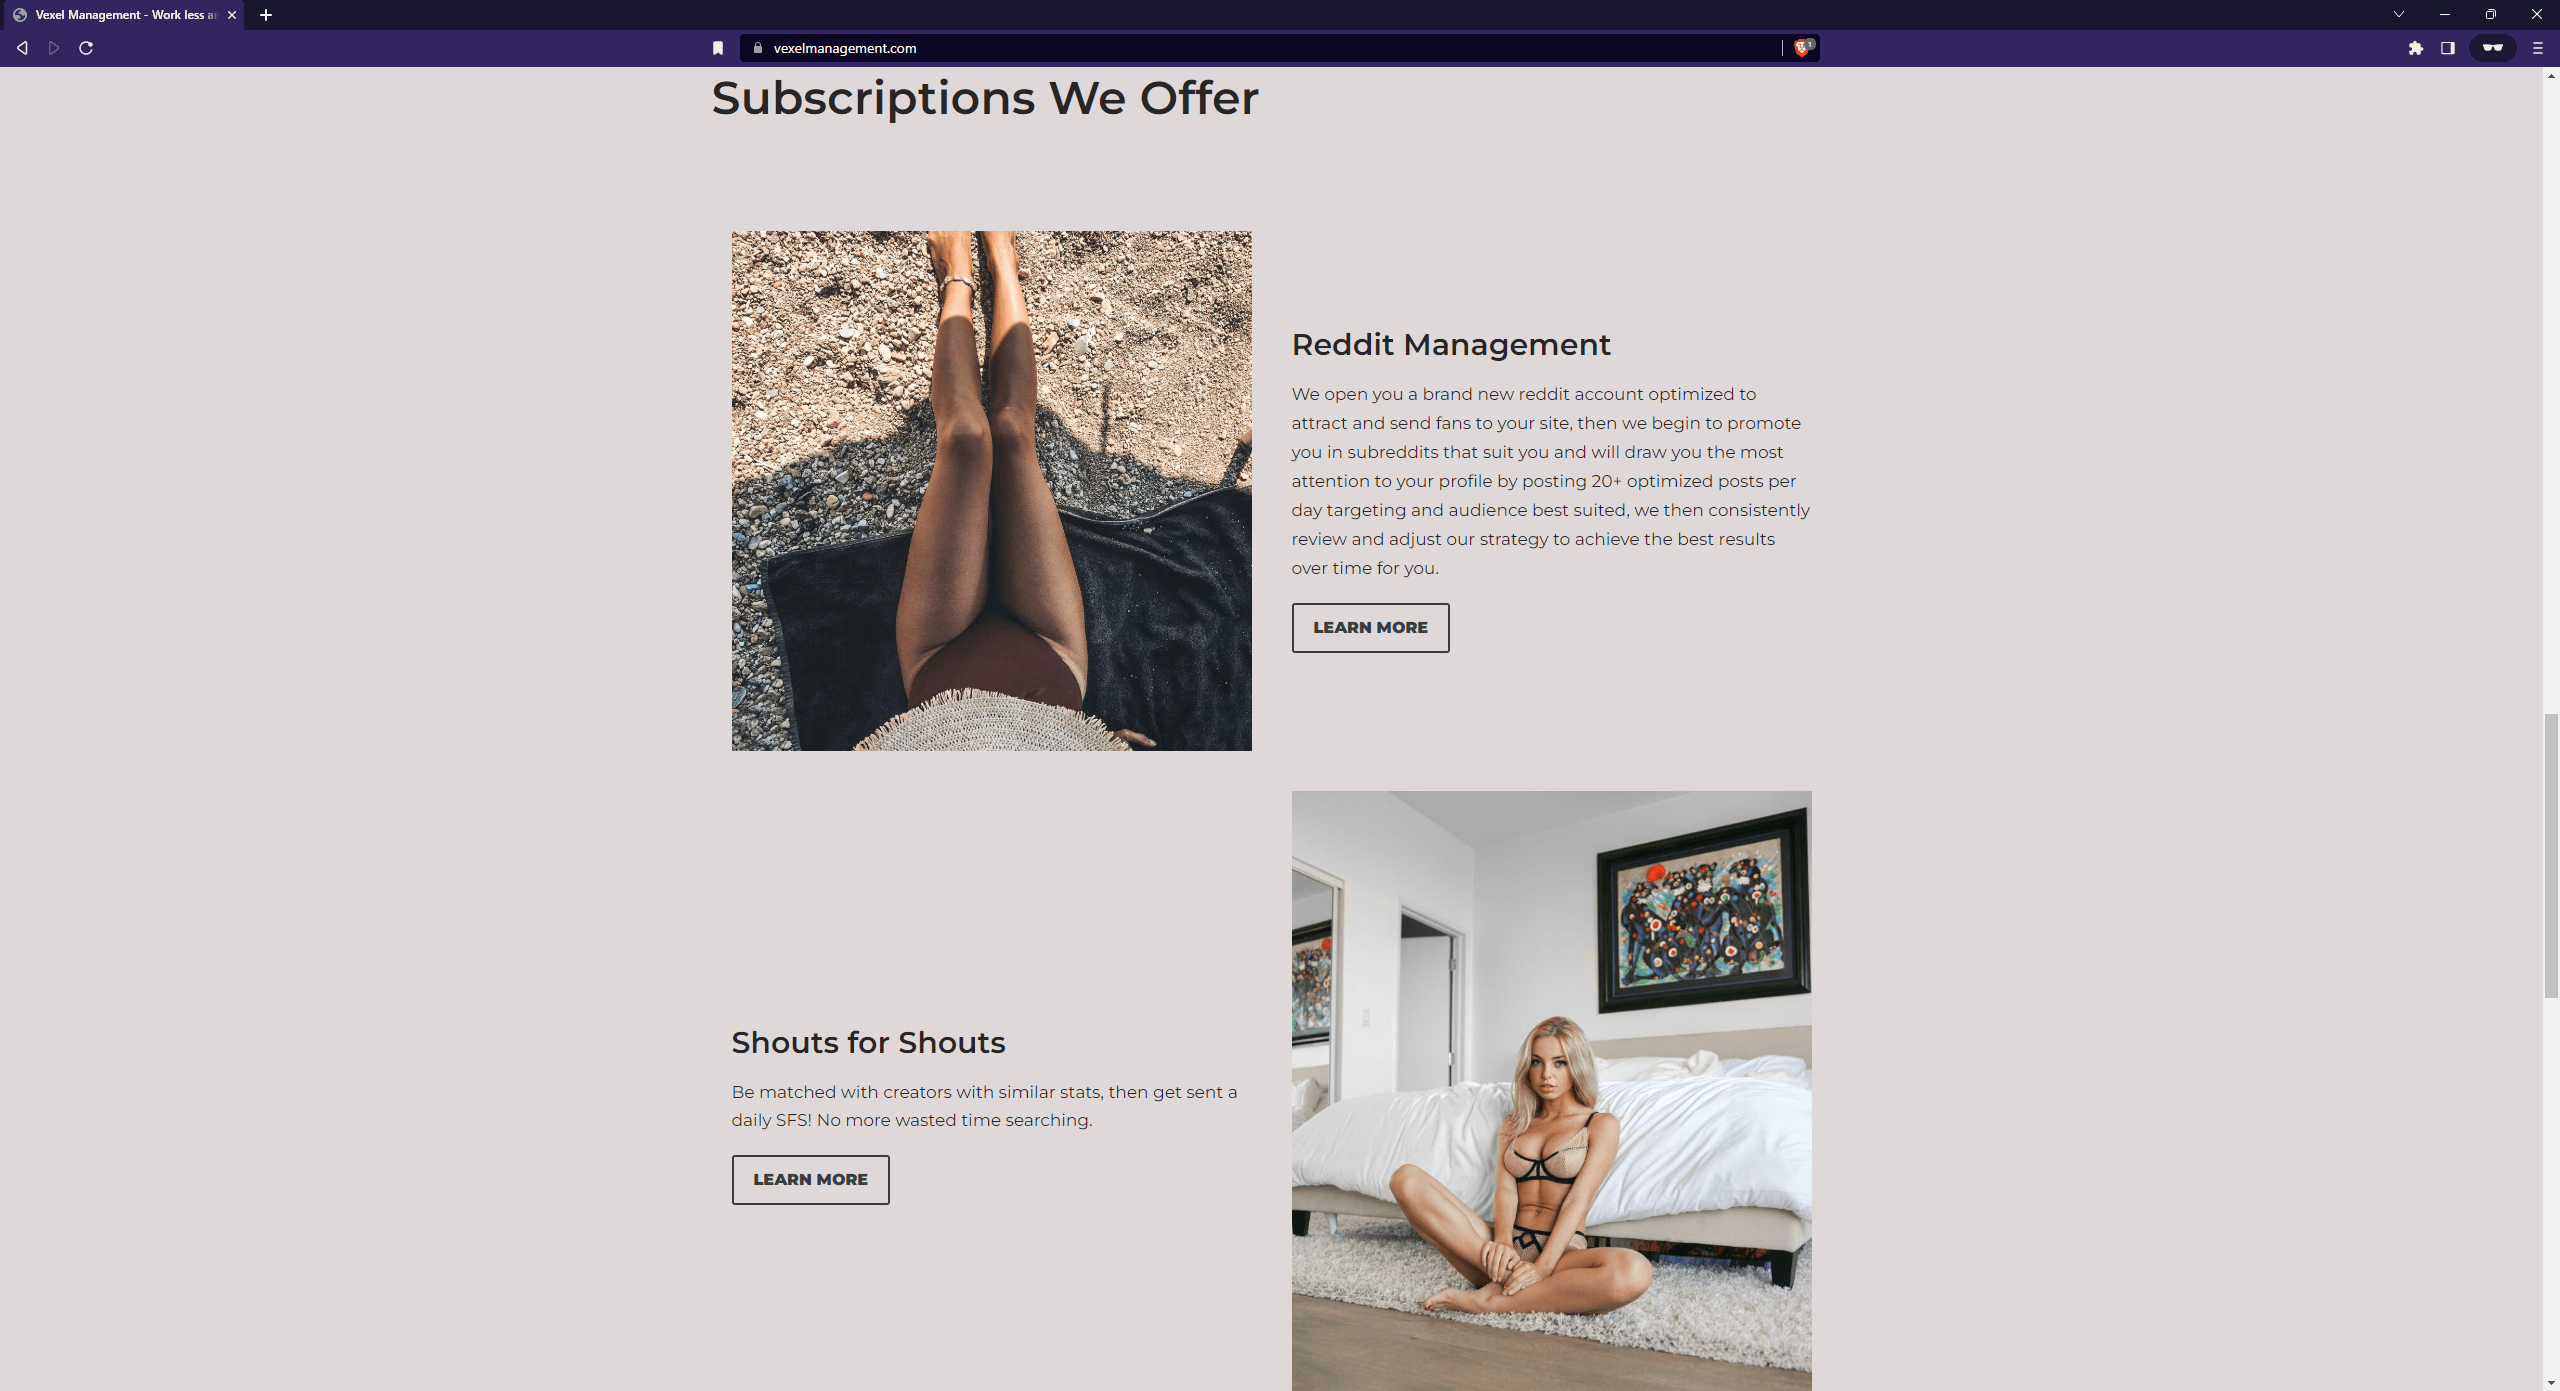 Vexel Management - Work less a
vexelmanagement.com
1
Subscriptions We Offer
Reddit Management
We open you a brand new reddit account optimized to
attract and send fans to your site, then we begin to promote
you in subreddits that suit you and will draw you the most
attention to your profile by posting 20+ optimized posts per
day targeting and audience best suited, we then consistently
review and adjust our strategy to achieve the best results
over time for you.
LEARN MORE
Shouts for Shouts
Be matched with creators with similar stats, then get sent a
daily SFS! No more wasted time searching.
LEARN MORE